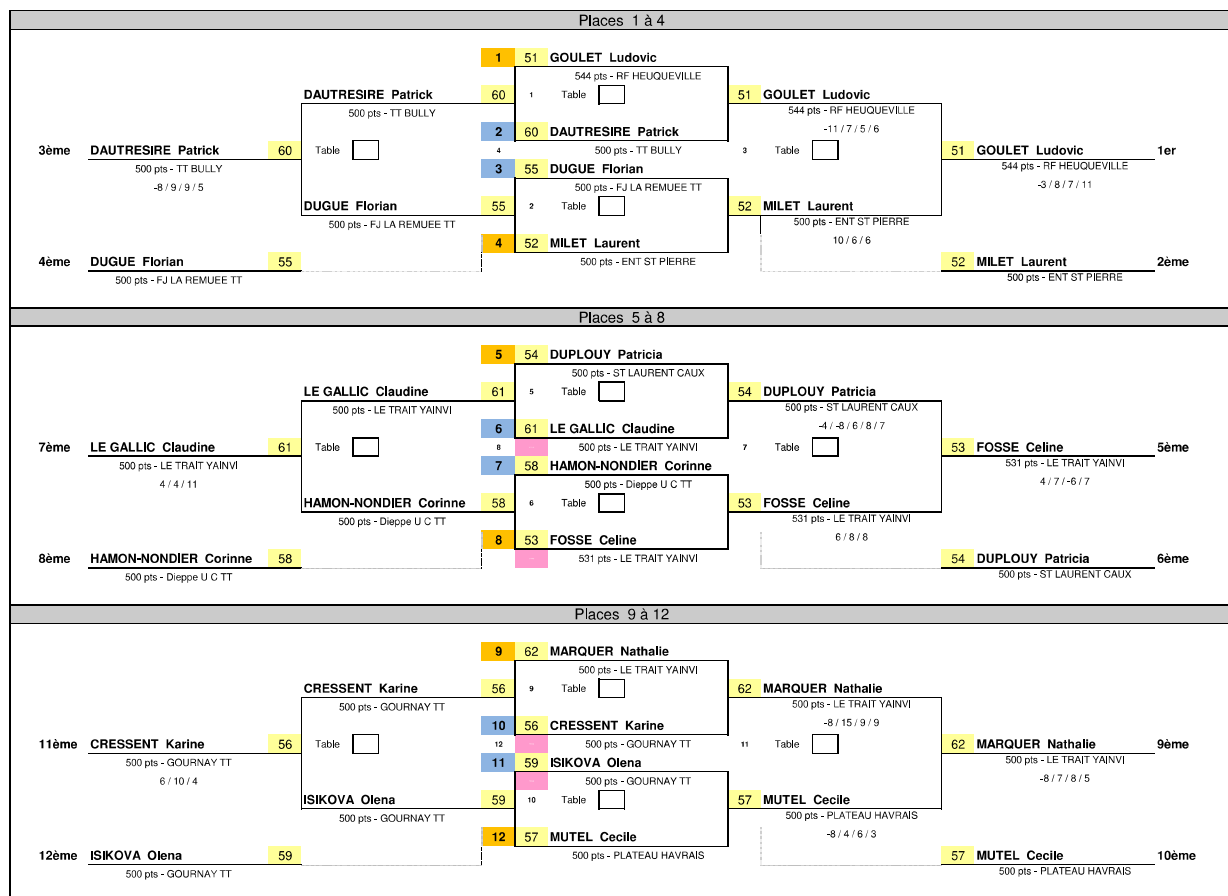 Places 1 à 4
1 51 GOULET Ludovic
544 pts - RF HEUQUEVILLE
DAUTRESIRE Patrick 60 1 Table 51 GOULET Ludovic
500 pts - TT BULLY 544 pts - RF HEUQUEVILLE
-11 / 7 / 5 / 6
2 60 DAUTRESIRE Patrick
3ème DAUTRESIRE Patrick 60 Table 4 500 pts - TT BULLY 3 Table 51 GOULET Ludovic 1er
500 pts - TT BULLY 3 55 DUGUE Florian 544 pts - RF HEUQUEVILLE
-8 / 9 / 9 / 5 500 pts - FJ LA REMUEE TT -3 / 8 / 7 / 11
DUGUE Florian 55 2 Table 52 MILET Laurent
500 pts - FJ LA REMUEE TT 500 pts - ENT ST PIERRE
4 52 MILET Laurent 10 / 6 / 6
4ème DUGUE Florian 55 500 pts - ENT ST PIERRE 52 MILET Laurent 2ème
500 pts - FJ LA REMUEE TT 500 pts - ENT ST PIERRE
Places 5 à 8
5 54 DUPLOUY Patricia
500 pts - ST LAURENT CAUX
LE GALLIC Claudine 61 5 Table 54 DUPLOUY Patricia
500 pts - LE TRAIT YAINVI 500 pts - ST LAURENT CAUX
6 61 LE GALLIC Claudine -4 / -8 / 6 / 8 / 7
7ème LE GALLIC Claudine 61 Table 8 500 pts - LE TRAIT YAINVI 7 Table 53 FOSSE Celine 5ème
500 pts - LE TRAIT YAINVI 7 58 HAMON-NONDIER Corinne 531 pts - LE TRAIT YAINVI
4 / 4 / 11 500 pts - Dieppe U C TT 4 / 7 / -6 / 7
HAMON-NONDIER Corinne 58 6 Table 53 FOSSE Celine
500 pts - Dieppe U C TT 531 pts - LE TRAIT YAINVI
8 53 FOSSE Celine 6 / 8 / 8
8ème HAMON-NONDIER Corinne 58 531 pts - LE TRAIT YAINVI 54 DUPLOUY Patricia 6ème
500 pts - Dieppe U C TT 500 pts - ST LAURENT CAUX
Places 9 à 12
9 62 MARQUER Nathalie
500 pts - LE TRAIT YAINVI
CRESSENT Karine 56 9 Table 62 MARQUER Nathalie
500 pts - GOURNAY TT 500 pts - LE TRAIT YAINVI
10 56 CRESSENT Karine -8 / 15 / 9 / 9
11ème CRESSENT Karine 56 Table 12 500 pts - GOURNAY TT 11 Table 62 MARQUER Nathalie 9ème
500 pts - GOURNAY TT 11 59 ISIKOVA Olena 500 pts - LE TRAIT YAINVI
6 / 10 / 4 500 pts - GOURNAY TT -8 / 7 / 8 / 5
ISIKOVA Olena 59 10 Table 57 MUTEL Cecile
500 pts - GOURNAY TT 500 pts - PLATEAU HAVRAIS
12 57 MUTEL Cecile -8 / 4 / 6 / 3
12ème ISIKOVA Olena 59 500 pts - PLATEAU HAVRAIS 57 MUTEL Cecile 10ème
500 pts - GOURNAY TT 500 pts - PLATEAU HAVRAIS